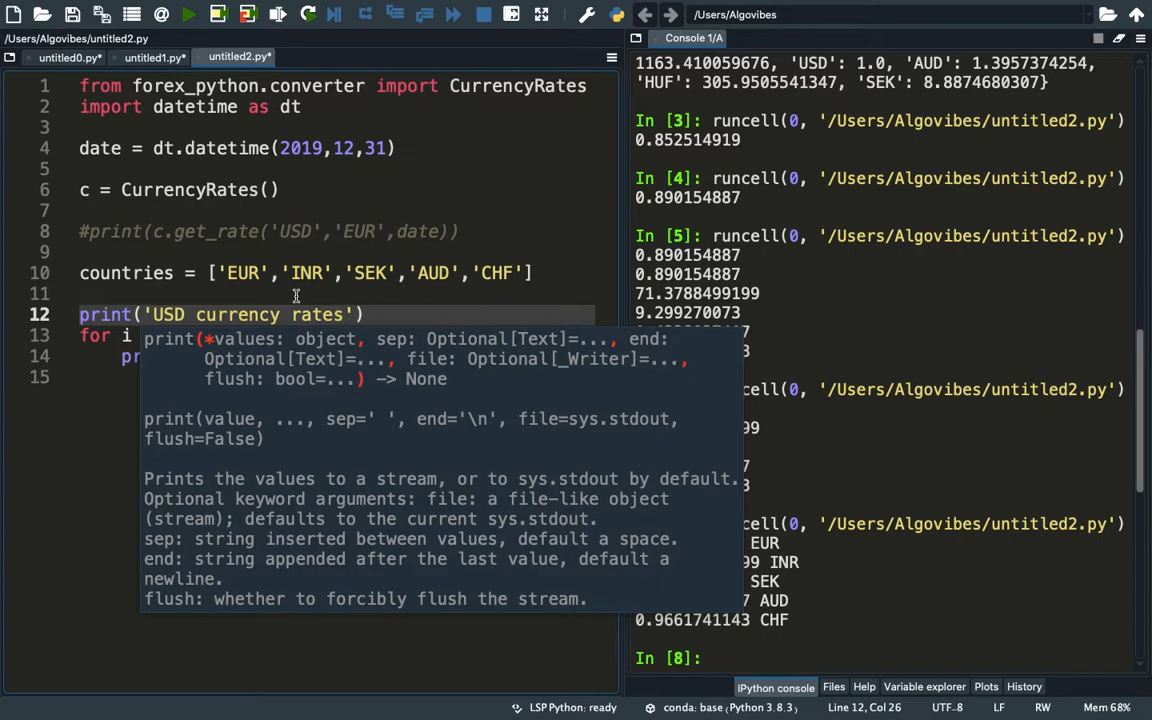 /Users/Algovibes
/Users/Algovibes/untitled2.py
untitled0.py* untitled1.py* untitled2.py*
1 from forex_python.converter import CurrencyRates
2 import datetime as dt
3
4 date = dt.datetime(2019,12,31)
5
6 c = CurrencyRates()
7
8 #print(c.get_rate('USD','EUR',date))
9
10 countries = ['EUR','INR','SEK','AUD','CHF']
11
12 print('USD currency rates')
13 for i
14 pr
15
print(*values: object, sep: Optional[Text]=..., end:
Optional[Text]=..., file: Optional[_Writer]=...,
flush: bool=...) —> None
print(value, ..., sep=' ', end='\n', file=sys.stdout,
flush=False)
Prints the values to a stream, or to sys.stdout by default.
Optional keyword arguments: file: a file-like object
(stream); defaults to the current sys.stdout.
sep: string inserted between values, default a space.
end: string appended after the last value, default a
newline.
flush: whether to forcibly flush the stream.
Console 1/A
1163.410059676, 'USD': 1.0, 'AUD': 1.3957374254,
'HUF': 305.9505541347, 'SEK': 8.8874680307}
In [3]: runcell(0, '/Users/Algovibes/untitled2.py')
0.852514919
In [4]: runcell(0, '/Users/Algovibes/untitled2.py')
0.890154887
In [5]: runcell(0, '/Users/Algovibes/untitled2.py')
0.890154887
0.890154887
71.3788499199
9.299270073
7
3
cell(0, '/Users/Algovibes/untitled2.py')
99
7
3
cell(0, '/Users/Algovibes/untitled2.py')
EUR
99 INR
SEK
7 AUD
0.9661741143 CHF
In [8]:
IPython console Files Help Variable explorer Plots History
LSP Python: ready conda: base (Python 3.8.3) Line 12, Col 26 UTF-8 LF RW Mem 68%